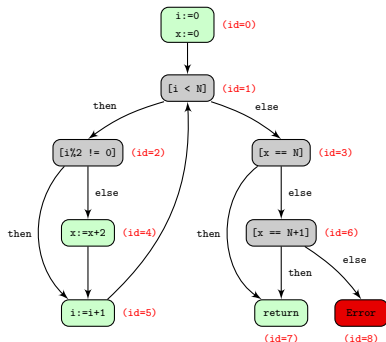 i:=0
x:=0
(id=0)
[i < N]
(id=1)
then
else
[i%2 != 0]
(id=2)
[x == N]
(id=3)
else
else
then
x:=x+2
(id=4)
then
[x == N+1]
(id=6)
then
else
i:=i+1
(id=5)
return
Error
(id=7)
(id=8)